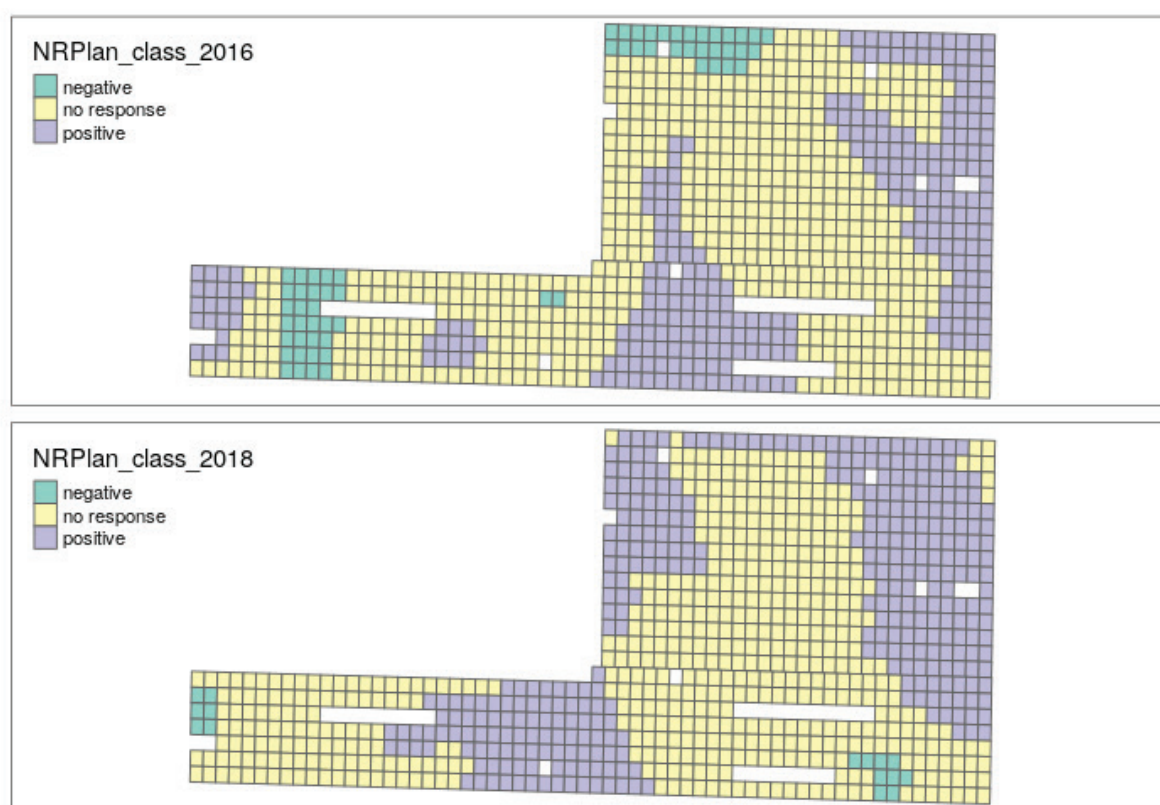 NRPlan_class_2016
negative
no response
positive
NRPlan_class_2018
negative
no response
positive